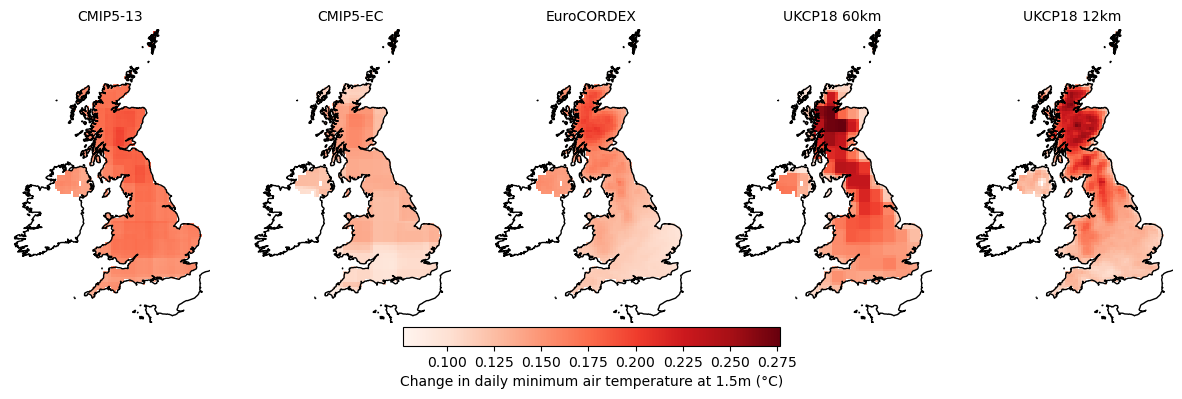 CMIP5-13 CMIP5-EC EuroCORDEX UKCP18 60km UKCP18 12km
0.100 0.125 0.150 0.175 0.200 0.225 0.250 0.275
Change in daily minimum air temperature at 1.5m (°C)